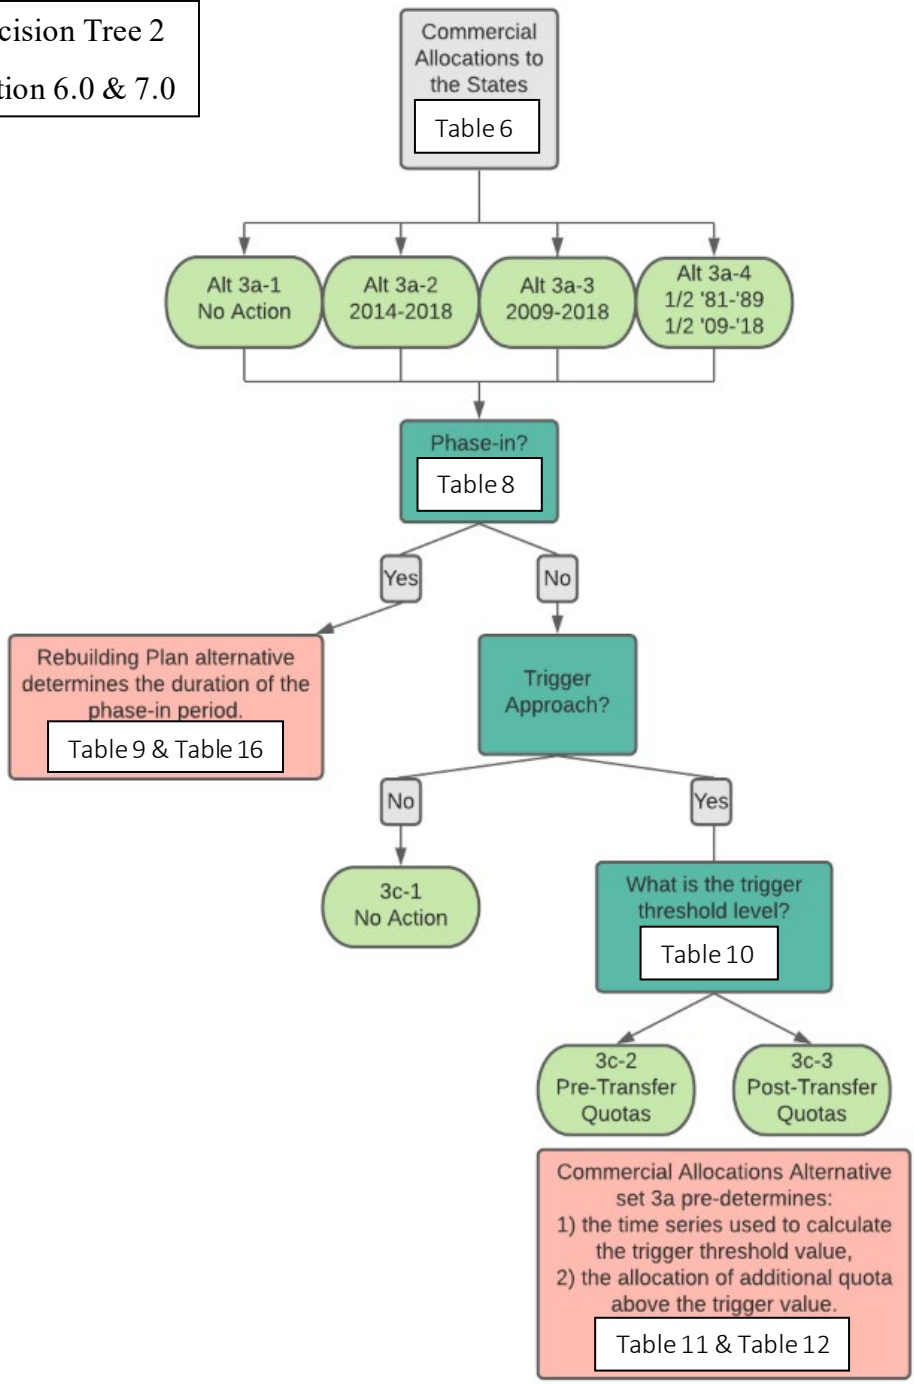 cision Tree 2
tion 6.0 & 7.0
Commercial
Allocations to
the States
Table 6
Alt 3a-1
No Action
Alt 3a-2
2014-2018
Alt 3a-3
2009-2018
Alt 3a-4
1/2 '81-'89
1/2 '09-'18
Phase-in?
Table 8
Yes
No
Rebuilding Plan alternative
determines the duration of the
phase-in period.
Table 9 & Table 16
Trigger
Approach?
No
Yes
3c-1
No Action
What is the trigger
threshold level?
Table 10
3c-2
Pre-Transfer
Quotas
3c-3
Post-Transfer
Quotas
Commercial Allocations Alternative
set 3a pre-determines:
1) the time series used to calculate
the trigger threshold value,
2) the allocation of additional quota
above the trigger value.
Table 11 & Table 12